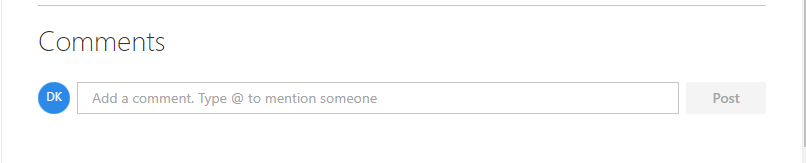 Comments
DK
Add a comment. Type @ to mention someone
Post